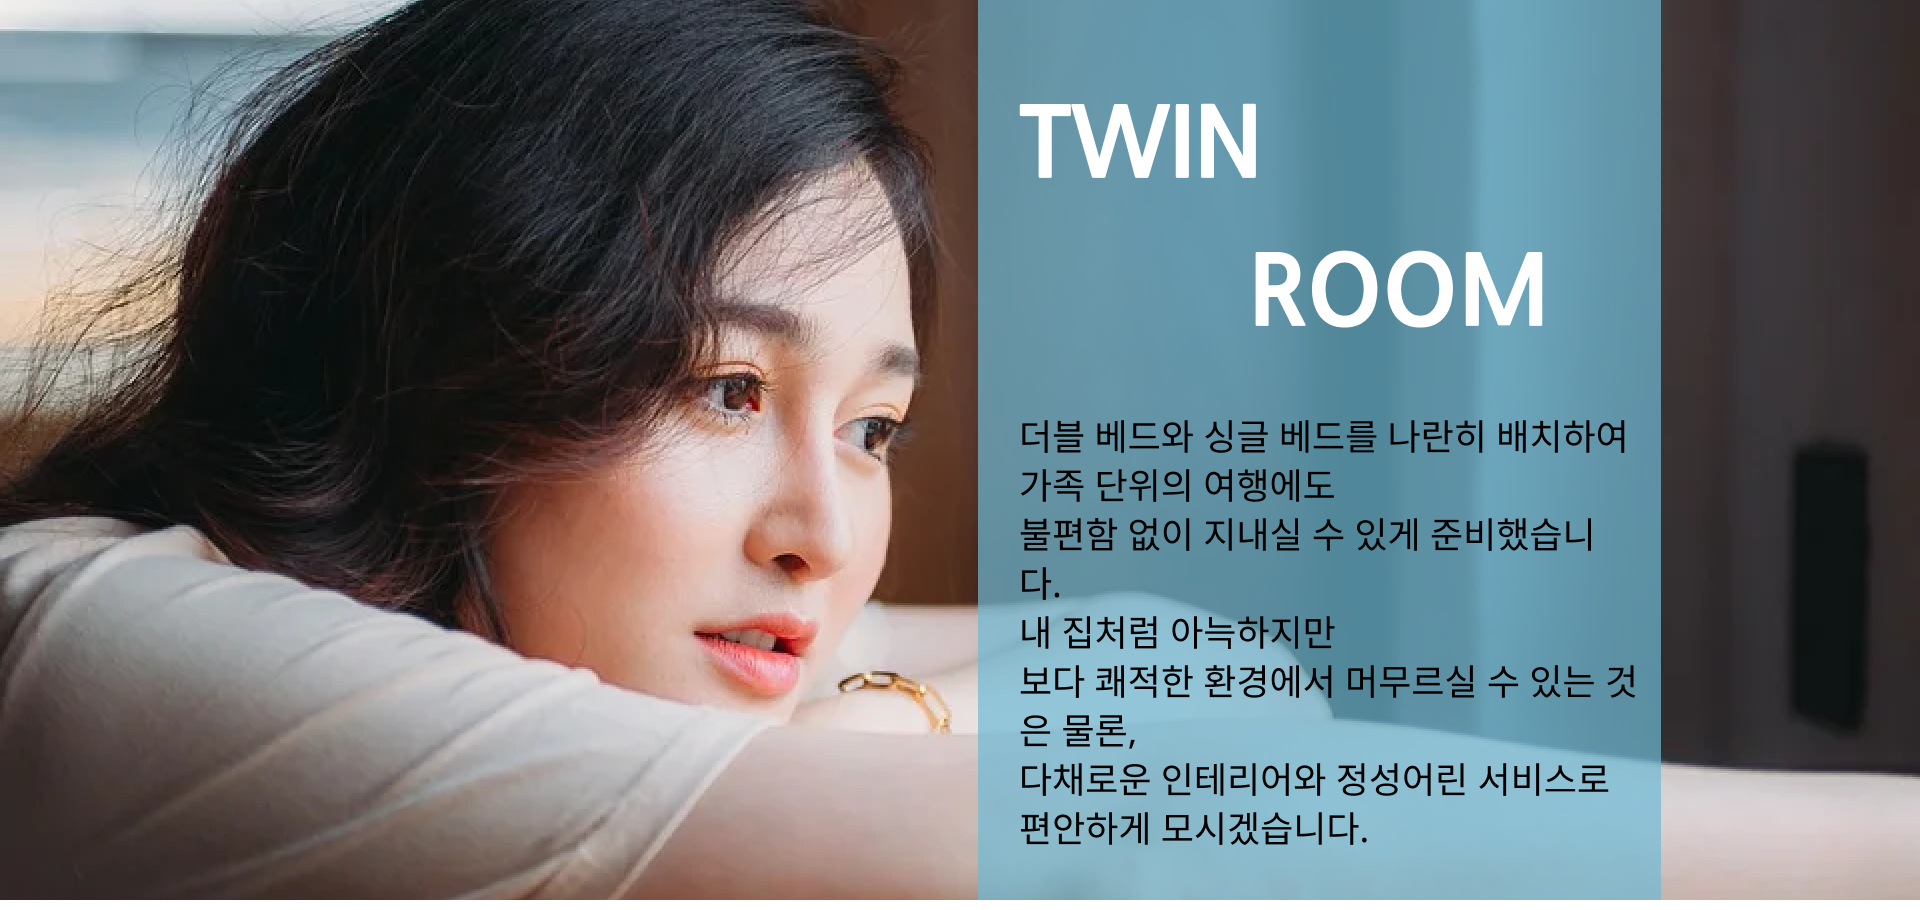 TWIN
ROOM
더블 베드와 싱글 베드를 나란히 배치하여
가족 단위의 여행에도
불편함 없이 지내실 수 있게 준비했습니
다.
내 집처럼 아늑하지만
보다 쾌적한 환경에서 머무르실 수 있는 것
은 물론,
다채로운 인테리어와 정성어린 서비스로
편안하게 모시겠습니다.